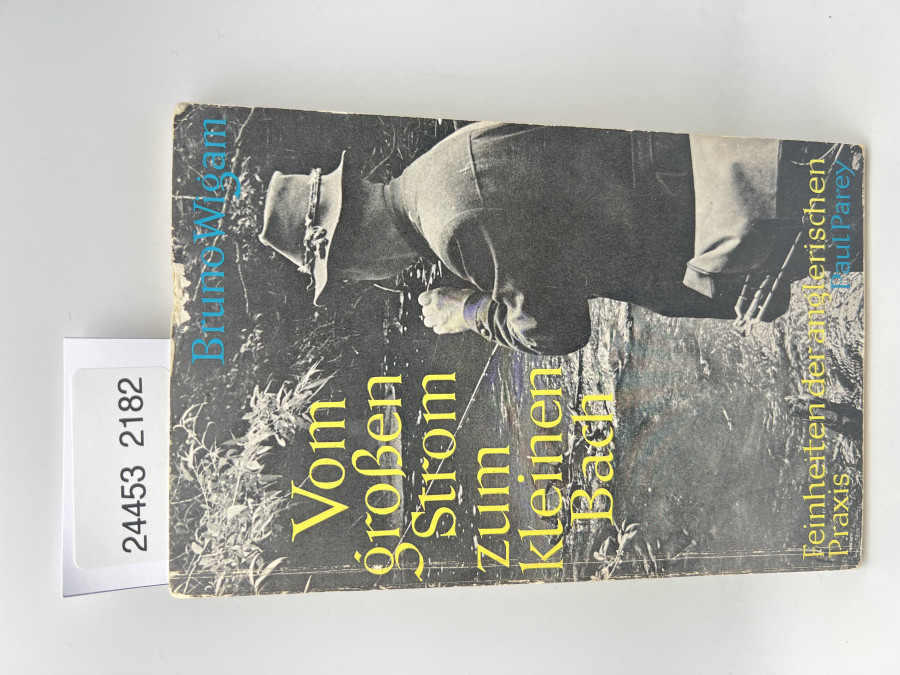 24453 2182
Bruno Wigam
Vom
großen
Strom
zum
kleinen
Bach
Feinheiten der anglerischen
Praxis
Paul Parey